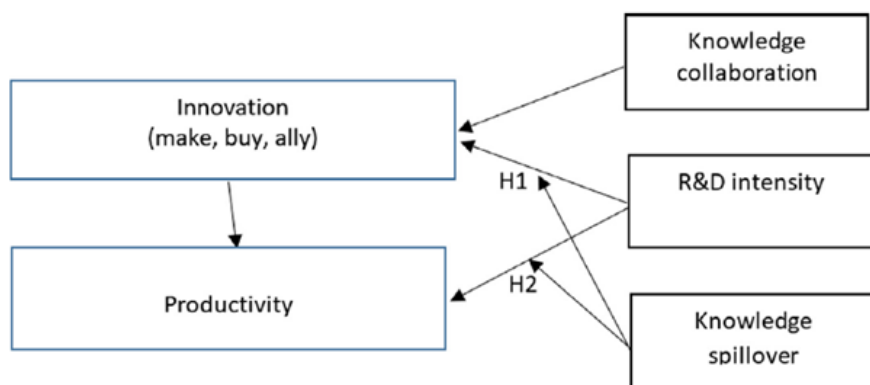 Knowledge
collaboration
Innovation
(make, buy, ally)
H1
R&D intensity
Productivity
H2
Knowledge
spillover